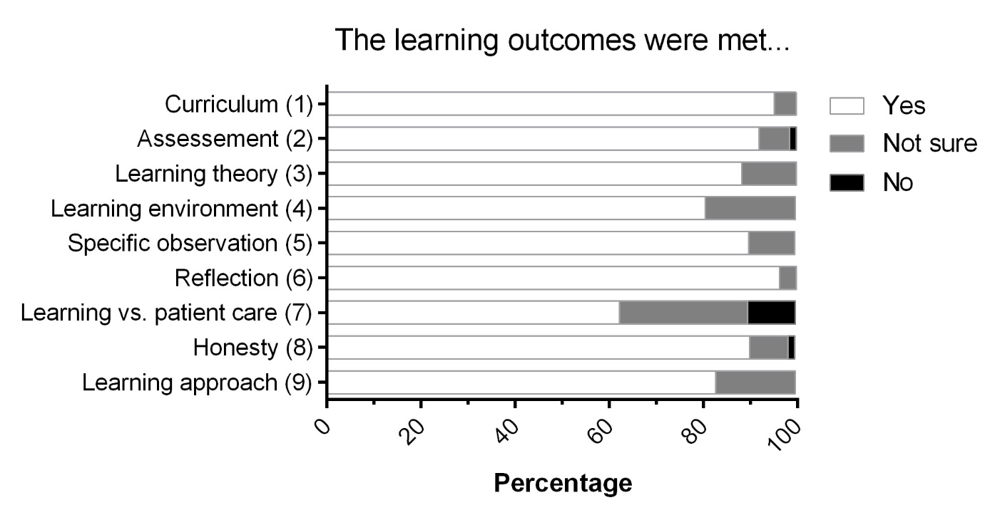 The learning outcomes were met...
Curriculum (1)
Assessement (2)
Learning theory (3)
Learning environment (4)
Specific observation (5)
Reflection (6)
Learning vs. patient care (7)
Honesty (8)
Learning approach (9)
Yes
Not sure
No
0 20 40 60 80 100
Percentage